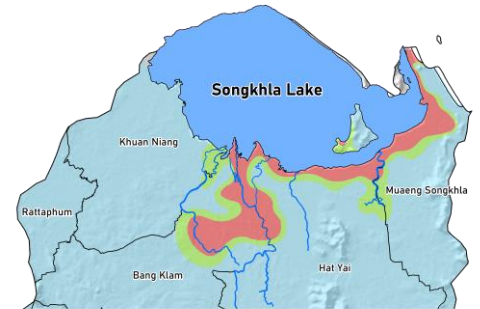 Songkhla Lake
Khuan Niang
Muaeng Songkhla
Rattaphum
Hat Yai
Bang Klam